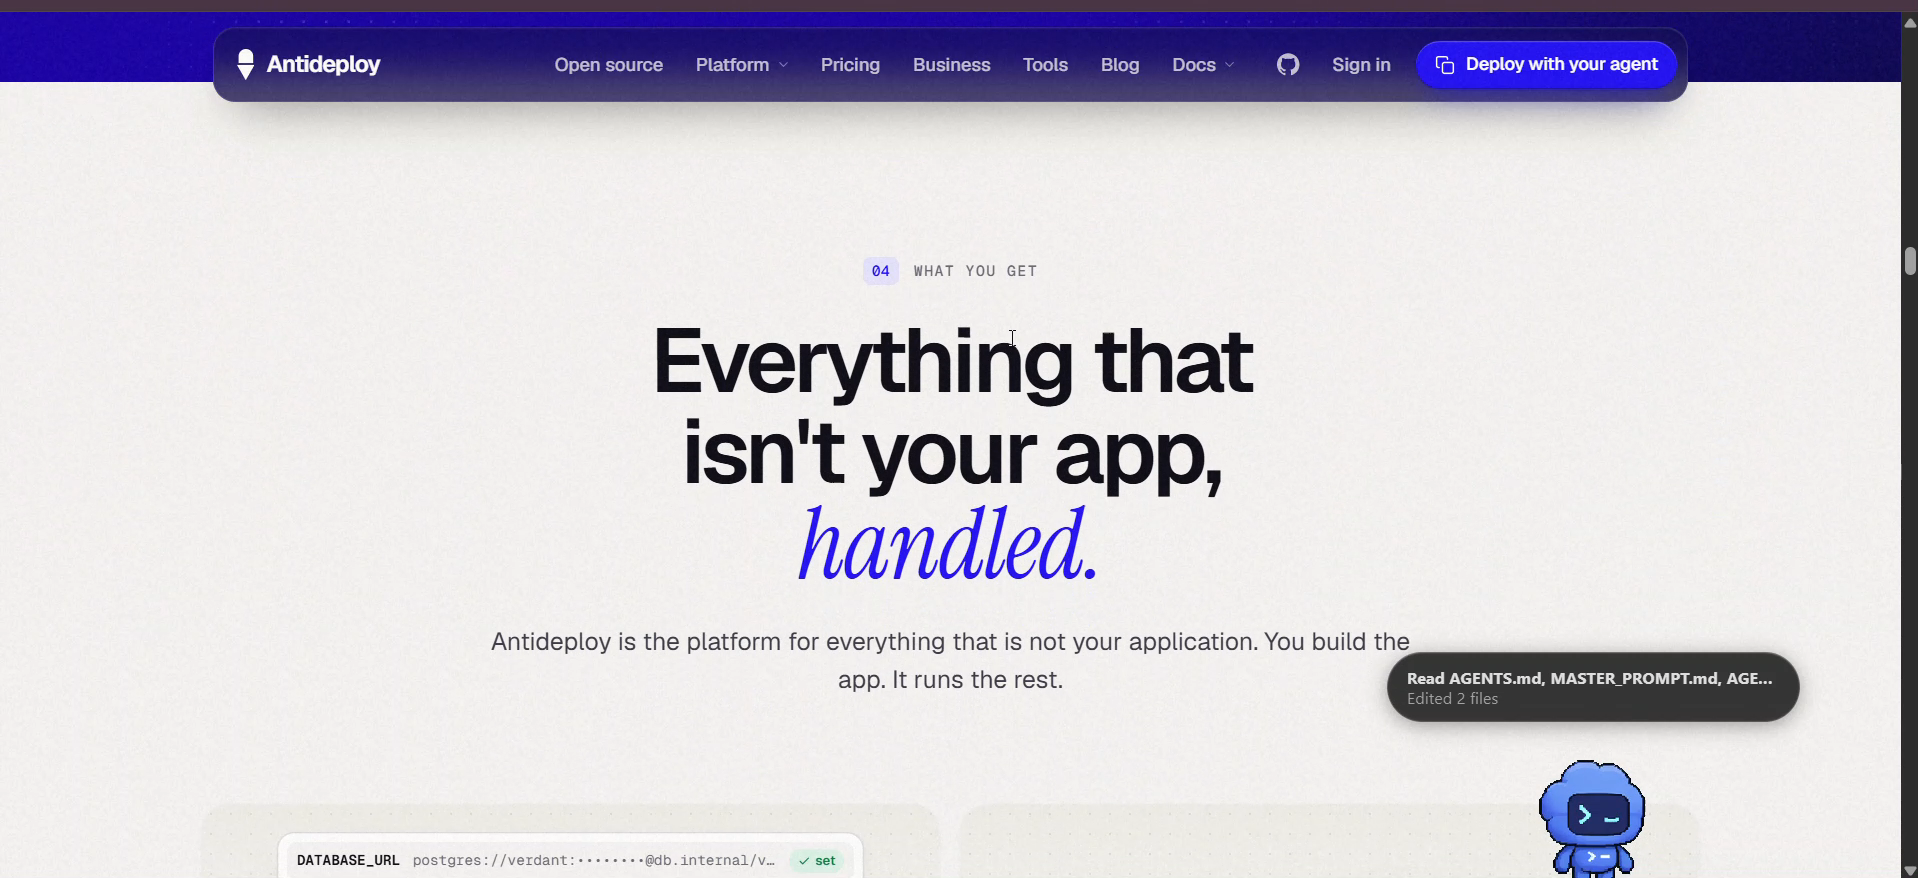 Antideploy
Open source
Platform
Pricing
Business
Tools
Blog
Docs
Sign in
Deploy with your agent
04 WHAT YOU GET
Everything that
isn't your app,
handled.
Antideploy is the platform for everything that is not your application. You build the
app. It runs the rest.
Read AGENTS.md, MASTER_PROMPT.md, AGE...
Edited 2 files
DATABASE_URL postgres://verdant:••••••••@db.internal/v… set